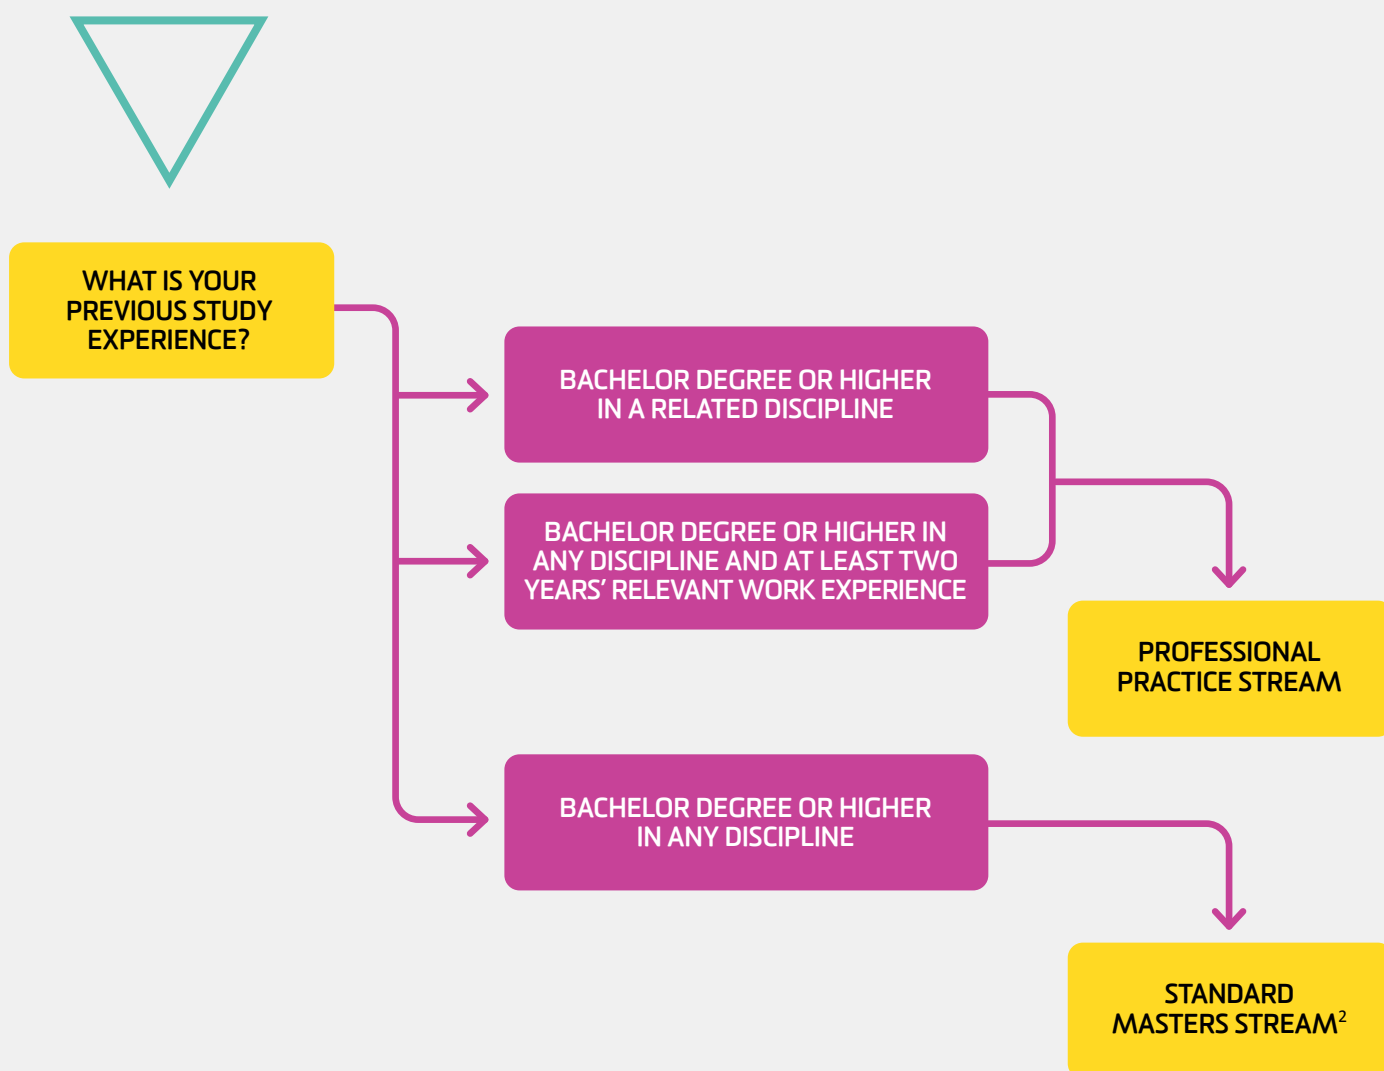 WHAT IS YOUR
PREVIOUS STUDY
EXPERIENCE?
BACHELOR DEGREE OR HIGHER
IN A RELATED DISCIPLINE
BACHELOR DEGREE OR HIGHER IN
ANY DISCIPLINE AND AT LEAST TWO
YEARS’ RELEVANT WORK EXPERIENCE
PROFESSIONAL
PRACTICE STREAM
BACHELOR DEGREE OR HIGHER
IN ANY DISCIPLINE
STANDARD
MASTERS STREAM²